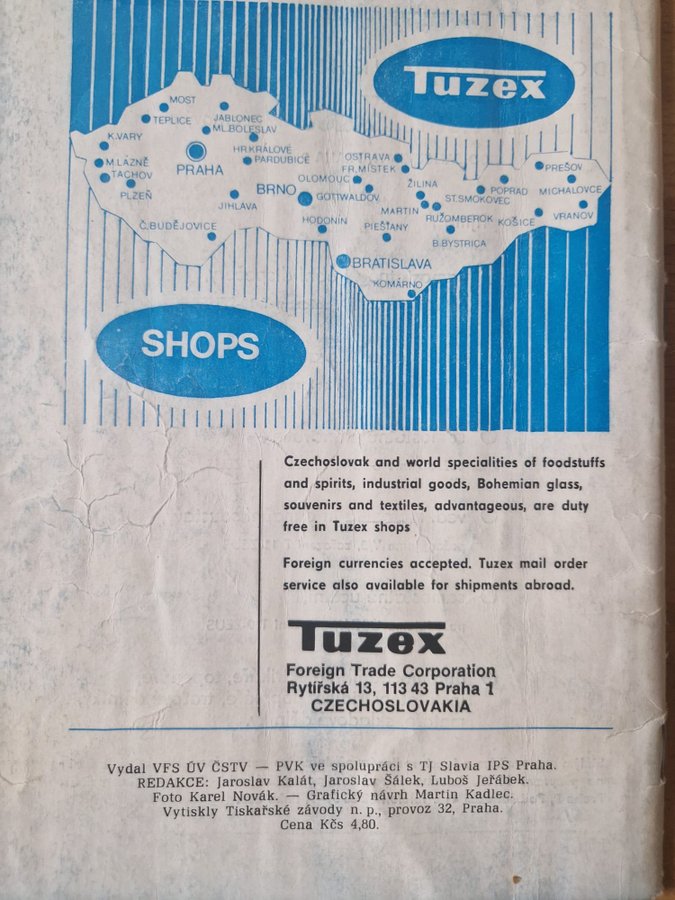 Tuzex
MOST
TEPLICE
JABLONEC
ML.BOLESLAV
K.VARY
HR.KRÁLOVÉ
PARDUBICE
M.LÁZNĚ
PRAHA
TACHOV
PLZEŇ
OSTRAVA
FR.MÍSTEK
PREŠOV
OLOMOUC
BRNO
GOTTWALDOV
ŽILINA
POPRAD
MICHALOVCE
ST.SMOKOVEC
JIHLAVA
MARTIN
RUŽOMBEROK
KOŠICE
VRANOV
Č.BUDĚJOVICE
HODONÍN
PIEŠŤANY
B.BYSTRICA
BRATISLAVA
KOMÁRNO
SHOPS
Czechoslovak and world specialities of foodstuffs
and spirits, industrial goods, Bohemian glass,
souvenirs and textiles, advantageous, are duty
free in Tuzex shops
Foreign currencies accepted. Tuzex mail order
service also available for shipments abroad.
Tuzex
Foreign Trade Corporation
Rytířská 13, 113 43 Praha 1
CZECHOSLOVAKIA
Vydal VFS ÚV ČSTV — PVK ve spolupráci s TJ Slavia IPS Praha.
REDAKCE: Jaroslav Kalát, Jaroslav Šálek, Luboš Jeřábek.
Foto Karel Novák. — Grafický návrh Martin Kadlec.
Vytiskly Tiskařské závody n. p., provoz 32, Praha.
Cena Kčs 4,80.